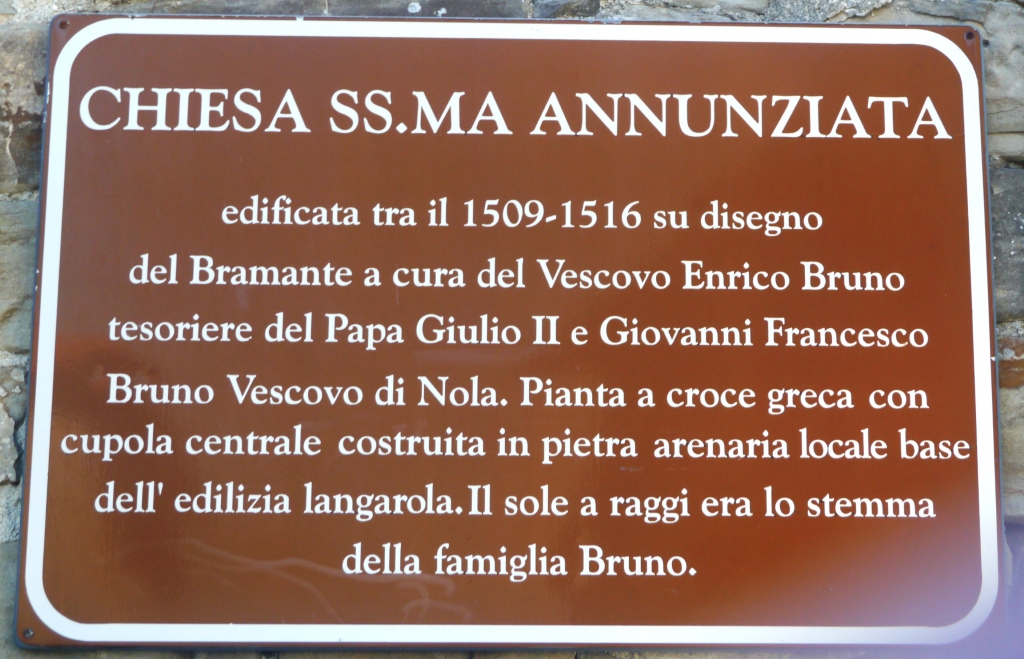 CHIESA SS.MA ANNUNZIATA
edificata tra il 1509-1516 su disegno
del Bramante a cura del Vescovo Enrico Bruno
tesoriere del Papa Giulio II e Giovanni Francesco
Bruno Vescovo di Nola. Pianta a croce greca con
cupola centrale costruita in pietra arenaria locale base
dell' edilizia langarola. Il sole a raggi era lo stemma
della famiglia Bruno.